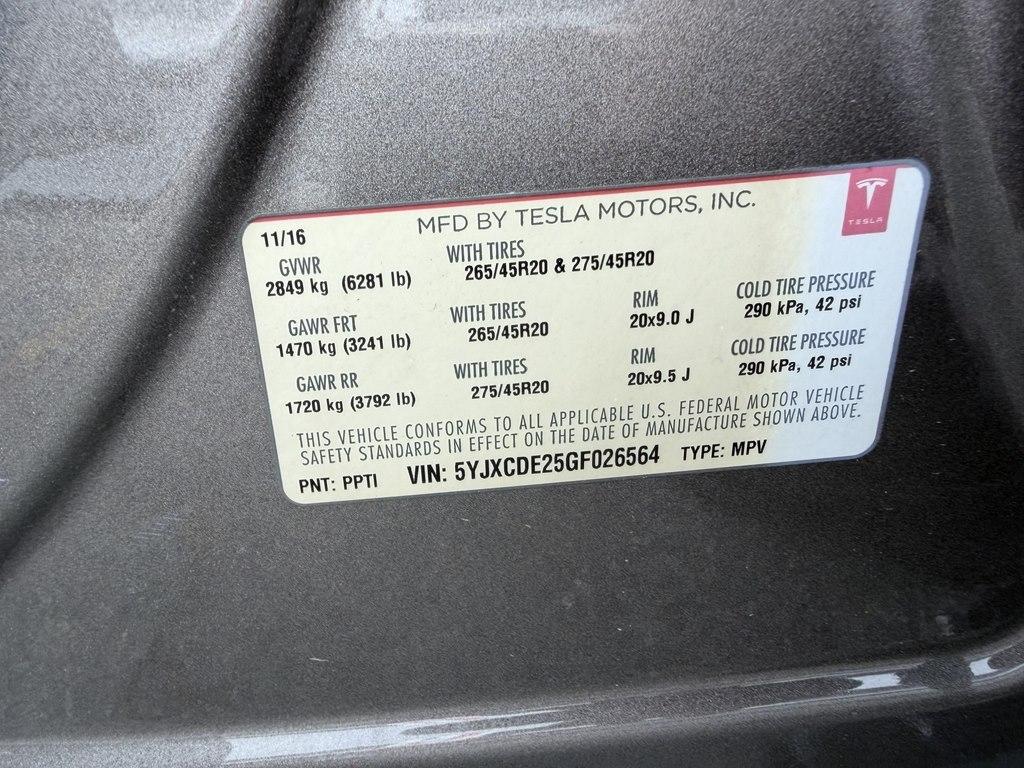 MFD BY TESLA MOTORS, INC.
TESLA
11/16
GVWR WITH TIRES
2849 kg (6281 lb) 265/45R20 & 275/45R20
GAWR FRT WITH TIRES RIM COLD TIRE PRESSURE
1470 kg (3241 lb) 265/45R20 20x9.0 J 290 kPa, 42 psi
GAWR RR WITH TIRES RIM COLD TIRE PRESSURE
1720 kg (3792 lb) 275/45R20 20x9.5 J 290 kPa, 42 psi
THIS VEHICLE CONFORMS TO ALL APPLICABLE U.S. FEDERAL MOTOR VEHICLE
SAFETY STANDARDS IN EFFECT ON THE DATE OF MANUFACTURE SHOWN ABOVE.
PNT: PPTI VIN: 5YJXCDE25GF026564 TYPE: MPV